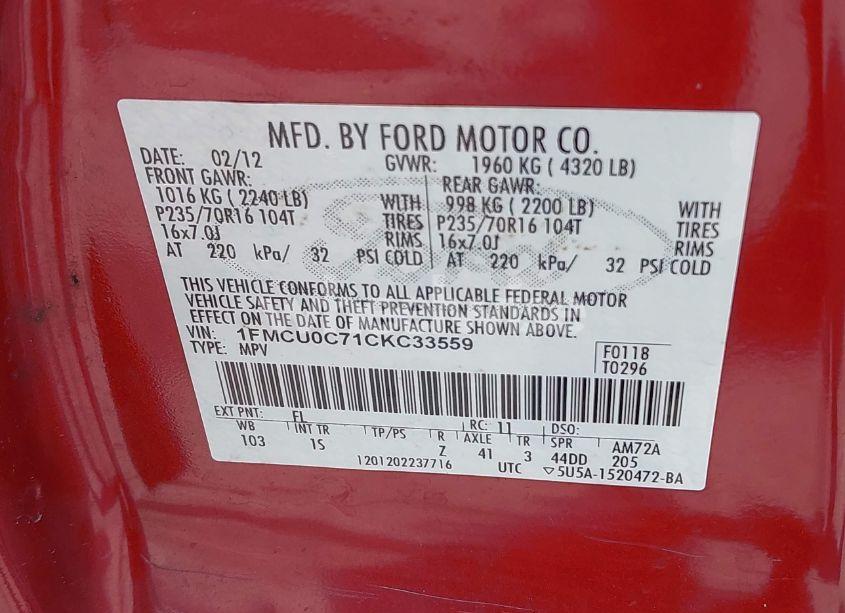 MFD. BY FORD MOTOR CO.
DATE: 02/12 GVWR: 1960 KG ( 4320 LB)
FRONT GAWR: REAR GAWR:
1016 KG ( 2240 LB) WITH 998 KG ( 2200 LB) WITH
P235/70R16 104T TIRES P235/70R16 104T TIRES
16x7.0J RIMS 16x7.0J RIMS
AT 220 kPa/ 32 PSI COLD AT 220 kPa/ 32 PSI COLD
THIS VEHICLE CONFORMS TO ALL APPLICABLE FEDERAL MOTOR
VEHICLE SAFETY AND THEFT PREVENTION STANDARDS IN
EFFECT ON THE DATE OF MANUFACTURE SHOWN ABOVE.
VIN: 1FMCU0C71CKC33559
TYPE: MPV F0118
T0296
EXT PNT: FL RC: 11 DSO:
WB INT TR TP/PS R AXLE TR SPR AM72A
103 1S Z 41 3 44DD 205
1201202237716 UTC ▽5U5A-1520472-BA